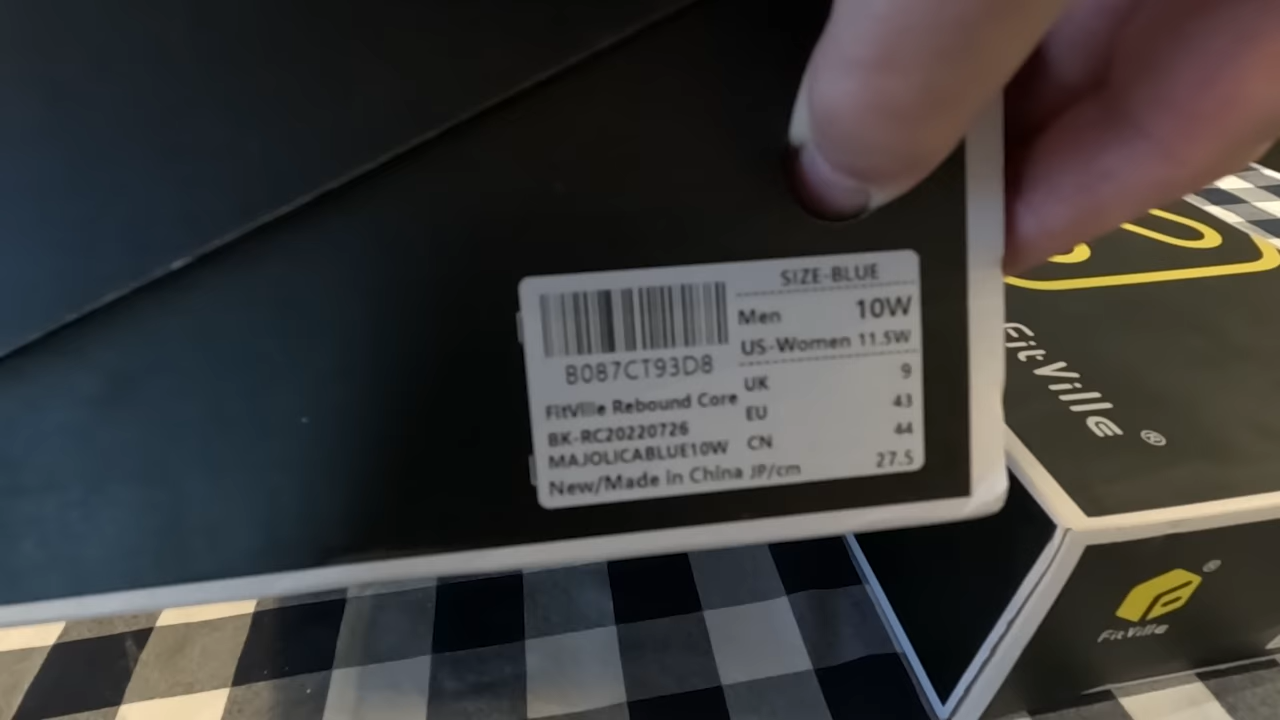 SIZE-BLUE
Men 10W
US-Women 11.5W
B087CT93D8
UK 9
FitVille Rebound Core
EU 43
BK-RC20220726
CN 44
MAJOLICABLUE10W
New/Made in China JP/cm 27.5
FitVille ®
FitVille ®